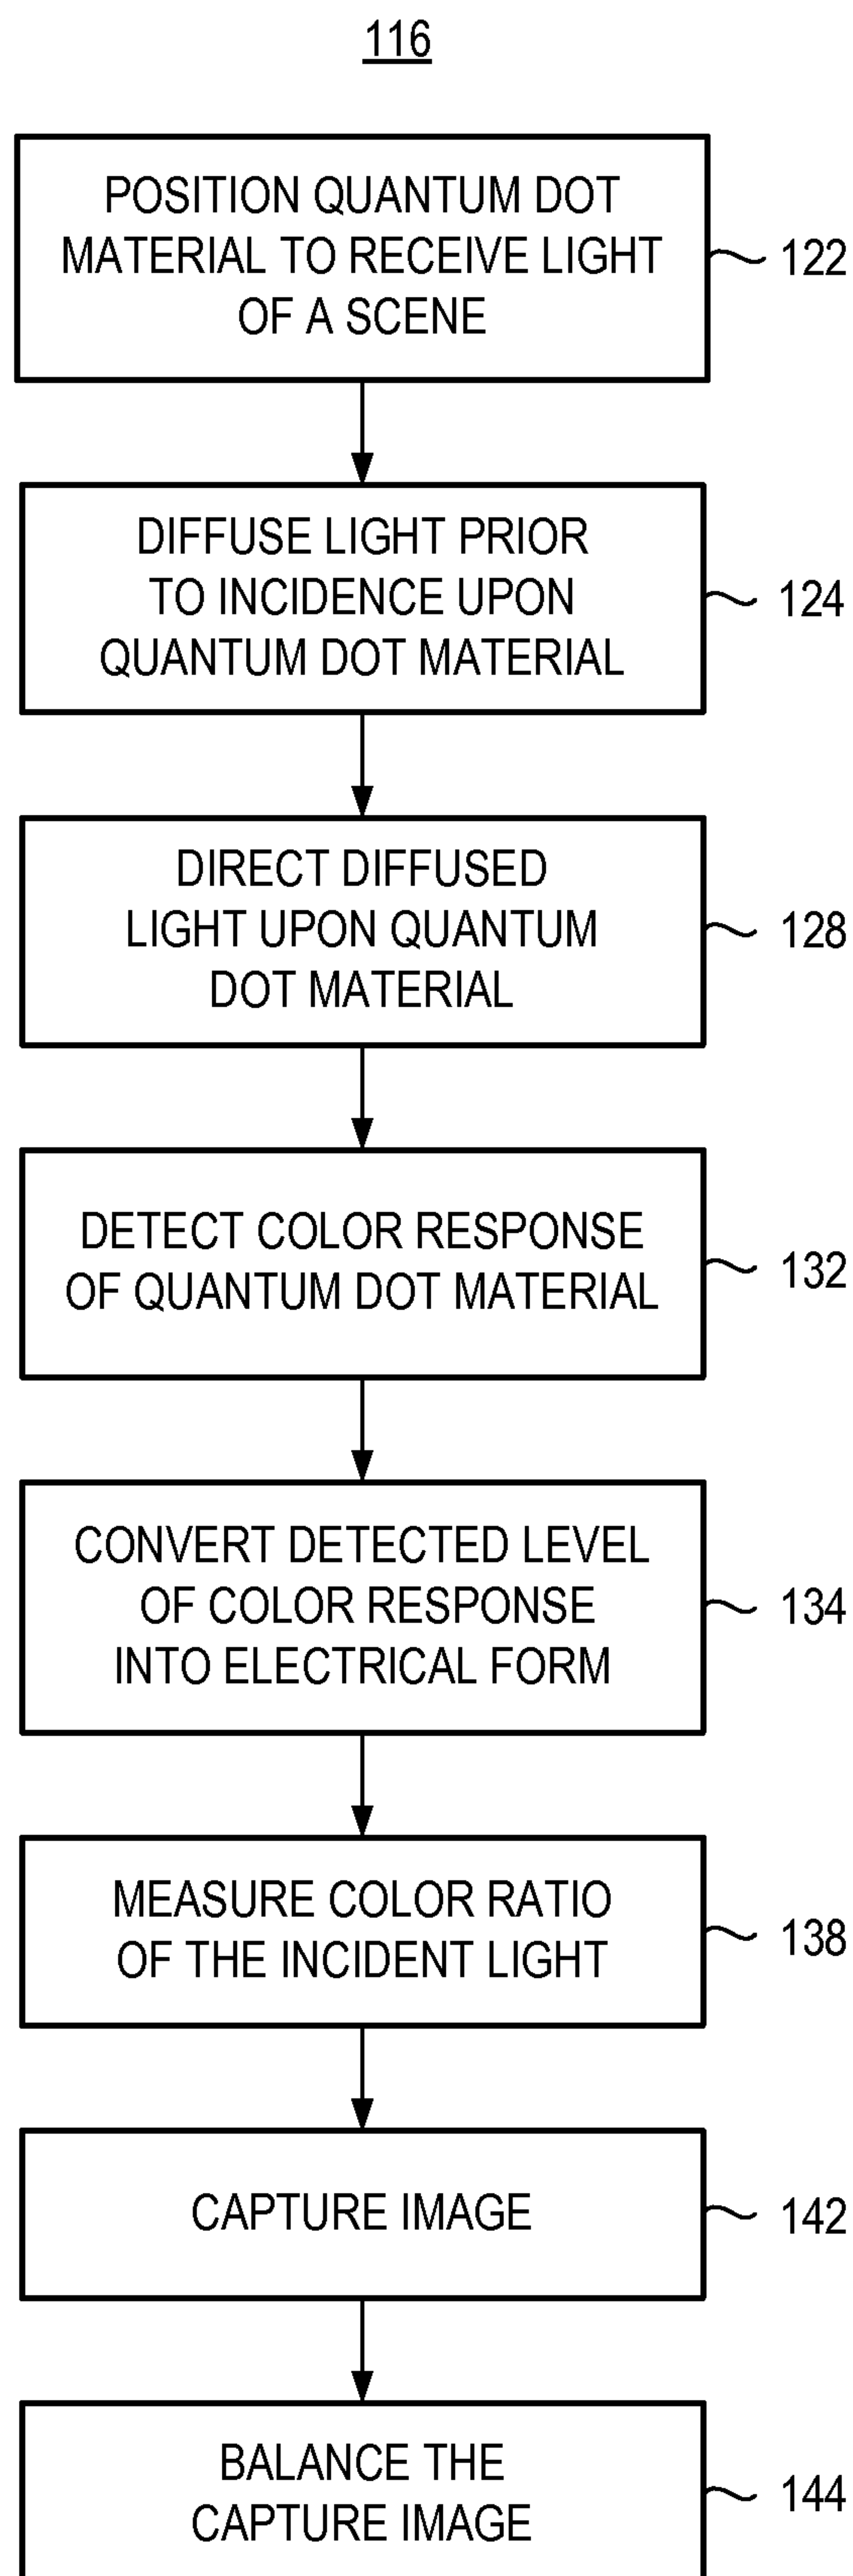 116
POSITION QUANTUM DOT
MATERIAL TO RECEIVE LIGHT
OF A SCENE
122
DIFFUSE LIGHT PRIOR
TO INCIDENCE UPON
QUANTUM DOT MATERIAL
124
DIRECT DIFFUSED
LIGHT UPON QUANTUM
DOT MATERIAL
128
DETECT COLOR RESPONSE
OF QUANTUM DOT MATERIAL
132
CONVERT DETECTED LEVEL
OF COLOR RESPONSE
INTO ELECTRICAL FORM
134
MEASURE COLOR RATIO
OF THE INCIDENT LIGHT
138
CAPTURE IMAGE
142
BALANCE THE
CAPTURE IMAGE
144